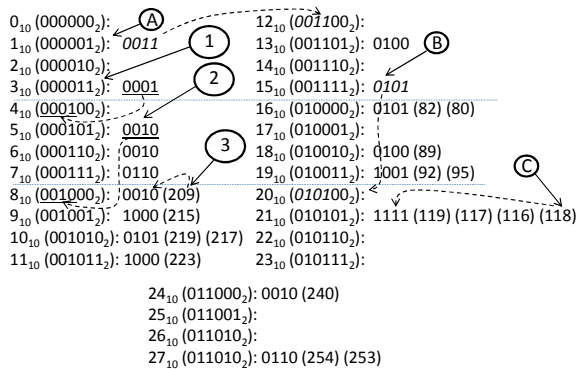 0₁₀ (000000₂):
A
1₁₀ (000001₂): 0011
2₁₀ (000010₂):
1
3₁₀ (000011₂): 0001
2
4₁₀ (000100₂):
5₁₀ (000101₂): 0010
6₁₀ (000110₂): 0010
3
7₁₀ (000111₂): 0110
8₁₀ (001000₂): 0010 (209)
9₁₀ (001001₂): 1000 (215)
10₁₀ (001010₂): 0101 (219) (217)
11₁₀ (001011₂): 1000 (223)
12₁₀ (001100₂):
13₁₀ (001101₂): 0100
B
14₁₀ (001110₂):
15₁₀ (001111₂): 0101
16₁₀ (010000₂): 0101 (82) (80)
17₁₀ (010001₂):
18₁₀ (010010₂): 0100 (89)
19₁₀ (010011₂): 1001 (92) (95)
C
20₁₀ (010100₂):
21₁₀ (010101₂): 1111 (119) (117) (116) (118)
22₁₀ (010110₂):
23₁₀ (010111₂):
24₁₀ (011000₂): 0010 (240)
25₁₀ (011001₂):
26₁₀ (011010₂):
27₁₀ (011010₂): 0110 (254) (253)